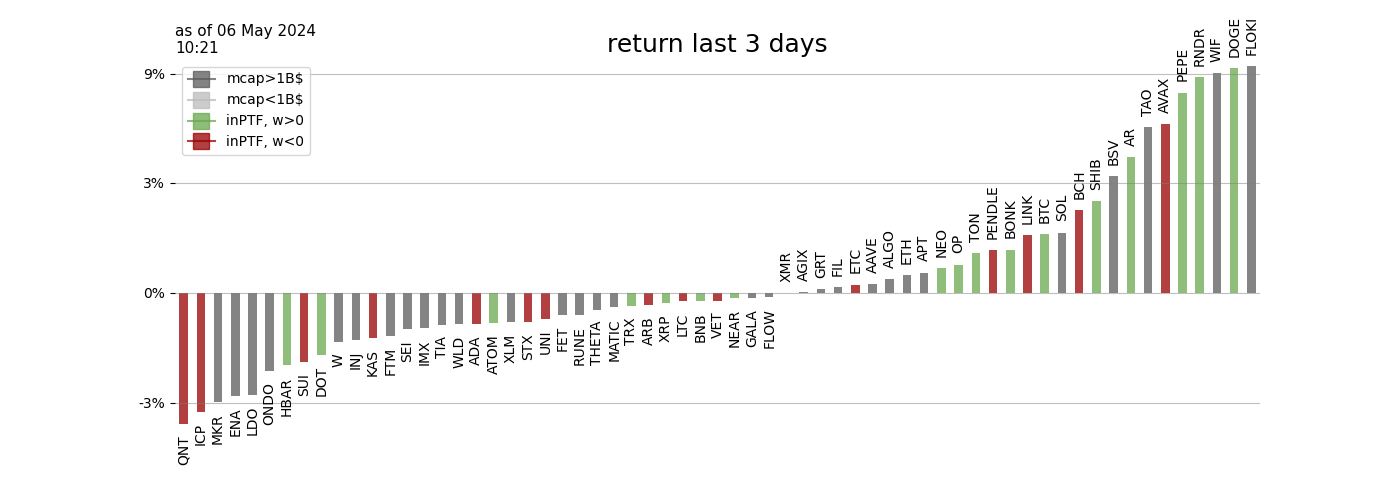 as of 06 May 2024
10:21
return last 3 days
mcap>1B$
mcap<1B$
inPTF, w>0
inPTF, w<0
9%
3%
0%
-3%
QNT
ICP
MKR
ENA
LDO
ONDO
HBAR
SUI
DOT
W
INJ
KAS
FTM
SEI
IMX
TIA
WLD
ADA
ATOM
XLM
STX
UNI
FET
RUNE
THETA
MATIC
TRX
ARB
XRP
LTC
BNB
VET
NEAR
GALA
FLOW
XMR
AGIX
GRT
FIL
ETC
AAVE
ALGO
ETH
APT
NEO
OP
TON
PENDLE
BONK
LINK
BTC
SOL
BCH
SHIB
BSV
AR
TAO
AVAX
PEPE
RNDR
WIF
DOGE
FLOKI